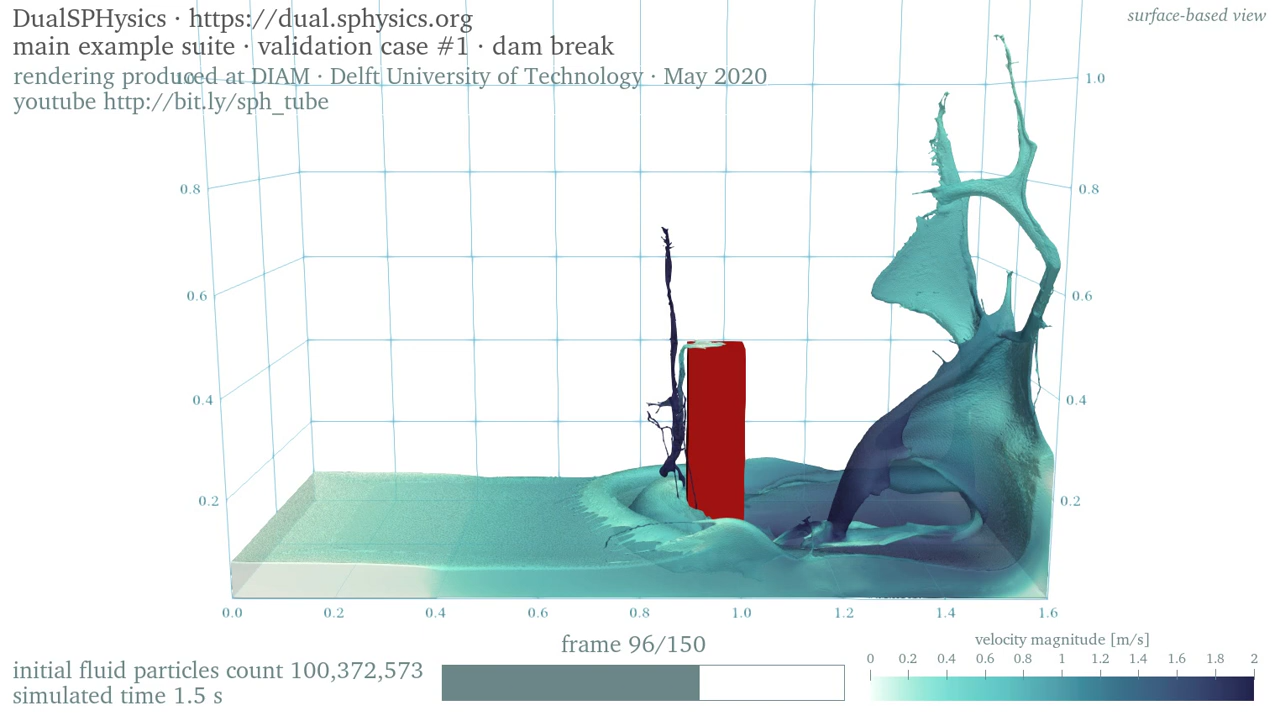 DualSPHysics · https://dual.sphysics.org
surface-based view
main example suite · validation case #1 · dam break
rendering produced at DIAM · Delft University of Technology · May 2020
youtube http://bit.ly/sph_tube
1.0 1.0
0.8 0.8
0.6 0.6
0.4 0.4
0.2 0.2
0.0 0.2 0.4 0.6 0.8 1.0 1.2 1.4 1.6
frame 96/150
velocity magnitude [m/s]
0 0.2 0.4 0.6 0.8 1 1.2 1.4 1.6 1.8 2
initial fluid particles count 100,372,573
simulated time 1.5 s